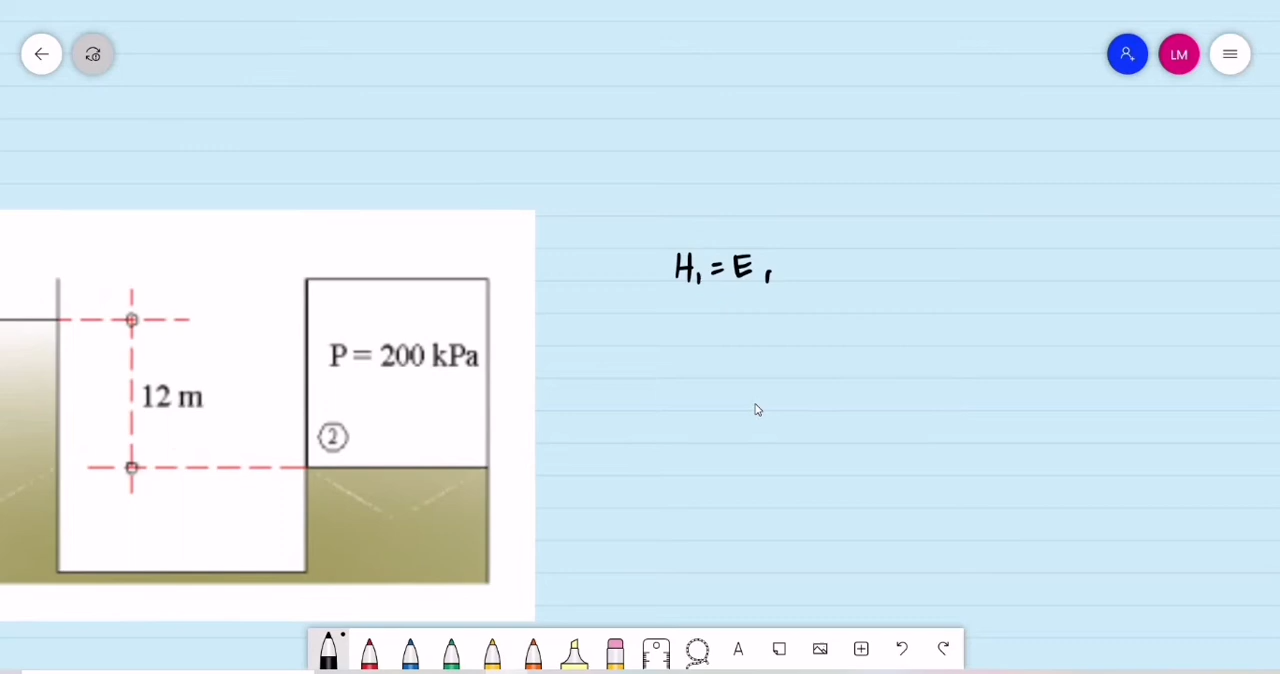 LM
H₁ = E₁
P = 200 kPa
12 m
②
A